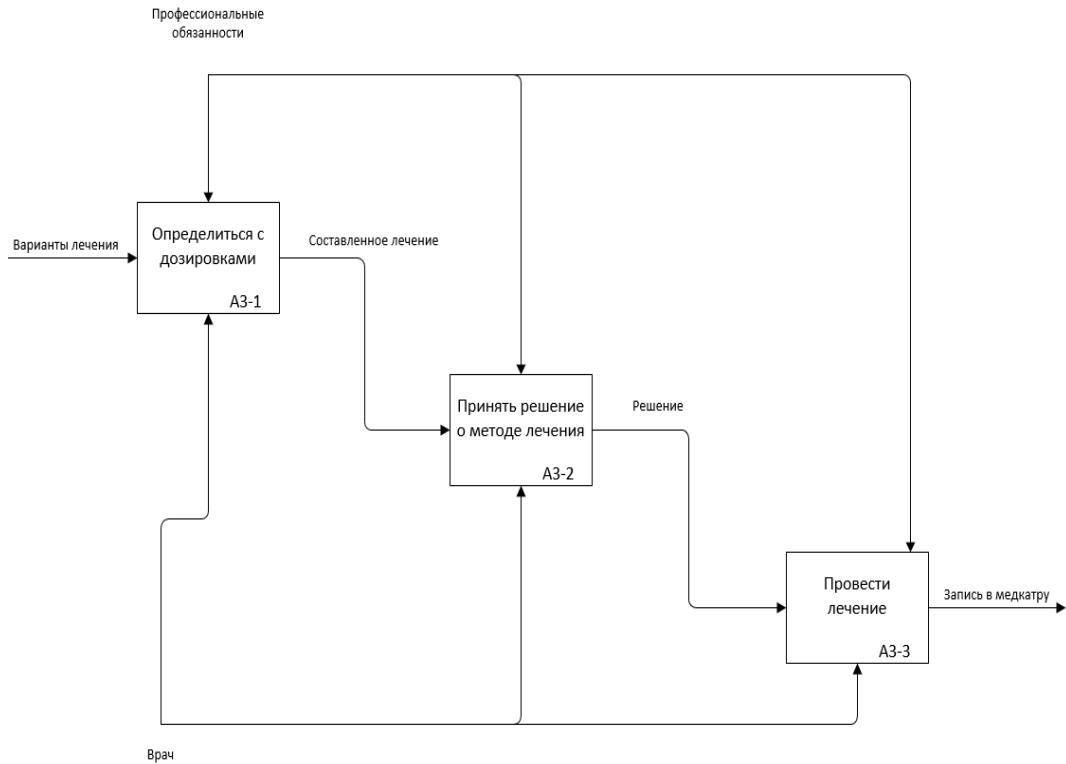 Профессиональные
обязанности
Варианты лечения
Определиться с
дозировками
А3-1
Составленное лечение
Принять решение
о методе лечения
А3-2
Решение
Провести
лечение
А3-3
Запись в медкатру
Врач